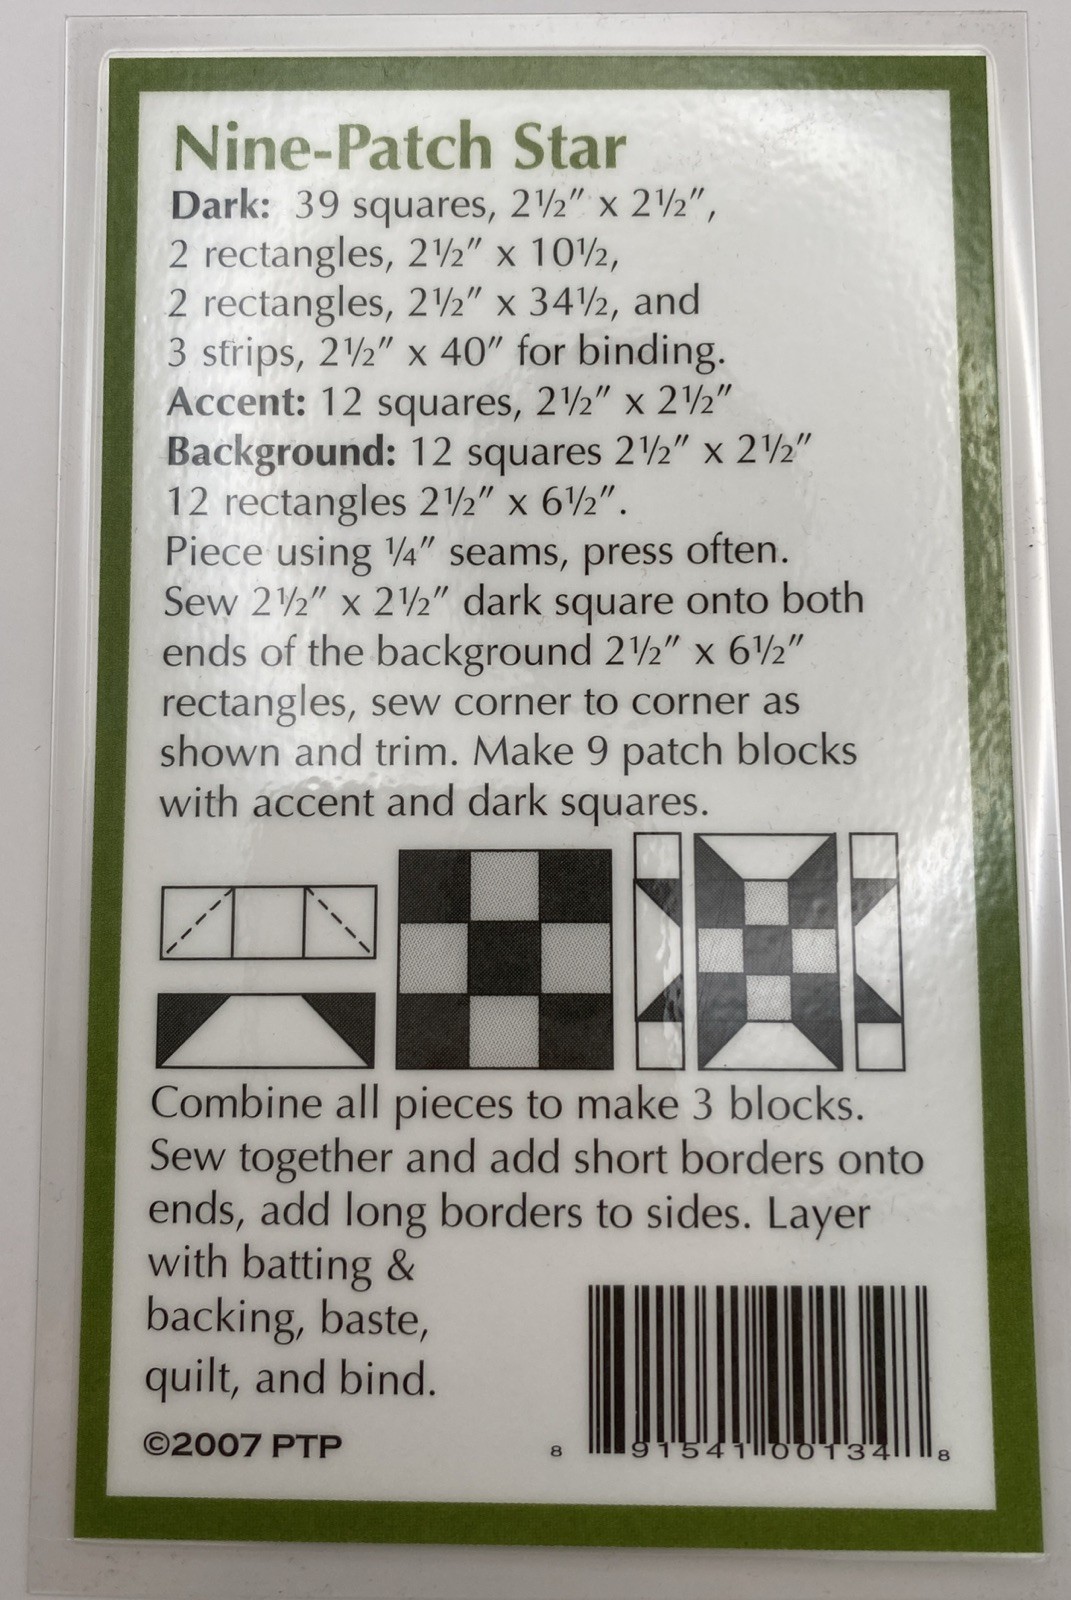 Nine-Patch Star
Dark: 39 squares, 2½" x 2½",
2 rectangles, 2½" x 10½,
2 rectangles, 2½" x 34½, and
3 strips, 2½" x 40" for binding.
Accent: 12 squares, 2½" x 2½"
Background: 12 squares 2½" x 2½"
12 rectangles 2½" x 6½".
Piece using ¼" seams, press often.
Sew 2½" x 2½" dark square onto both
ends of the background 2½" x 6½"
rectangles, sew corner to corner as
shown and trim. Make 9 patch blocks
with accent and dark squares.
Combine all pieces to make 3 blocks.
Sew together and add short borders onto
ends, add long borders to sides. Layer
with batting &
backing, baste,
quilt, and bind.
©2007 PTP
8 91541 00134 8